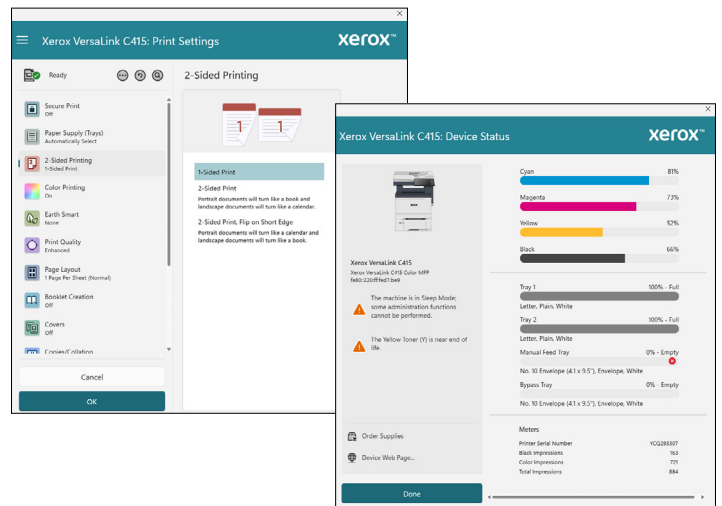 Xerox VersaLink C415: Print Settings
xerox™
Ready
Secure Print
Off
Paper Supply (Trays)
Automatically Select
2-Sided Printing
1-Sided Print
Color Printing
On
Earth Smart
None
Print Quality
Enhanced
Page Layout
1 Page Per Sheet (Normal)
Booklet Creation
Off
Covers
Off
Copies/Collation
Cancel
OK
2-Sided Printing
1
1
1-Sided Print
2-Sided Print
Portrait documents will turn like a book and
landscape documents will turn like a calendar.
2-Sided Print, Flip on Short Edge
Portrait documents will turn like a calendar and
landscape documents will turn like a book.
Xerox VersaLink C415: Device Status
xerox™
Xerox VersaLink C415
Xerox VersaLink C415 Color MFP
fe80::220:fffed7:be9
The machine is in Sleep Mode;
some administration functions
cannot be performed.
The Yellow Toner (Y) is near end of
life.
Order Supplies
Device Web Page...
Done
Cyan 81%
Magenta 73%
Yellow 52%
Black 66%
Tray 1 100% - Full
Letter, Plain, White
Tray 2 100% - Full
Letter, Plain, White
Manual Feed Tray 0% - Empty
No. 10 Envelope (4.1 x 9.5"), Envelope, White
Bypass Tray 0% - Empty
No. 10 Envelope (4.1 x 9.5"), Envelope, White
Meters
Printer Serial Number YCQ293307
Black Impressions 163
Color Impressions 721
Total Impressions 884